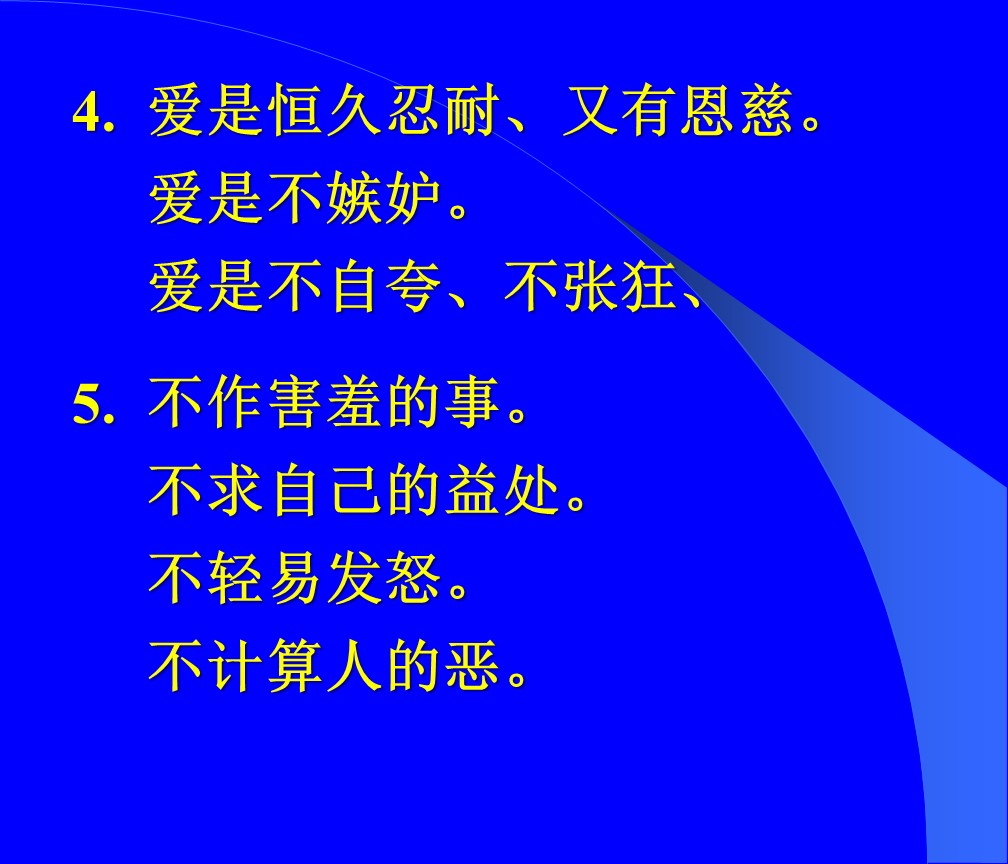 4. 爱是恒久忍耐、又有恩慈。
爱是不嫉妒。
爱是不自夸、不张狂、
5. 不作害羞的事。
不求自己的益处。
不轻易发怒。
不计算人的恶。